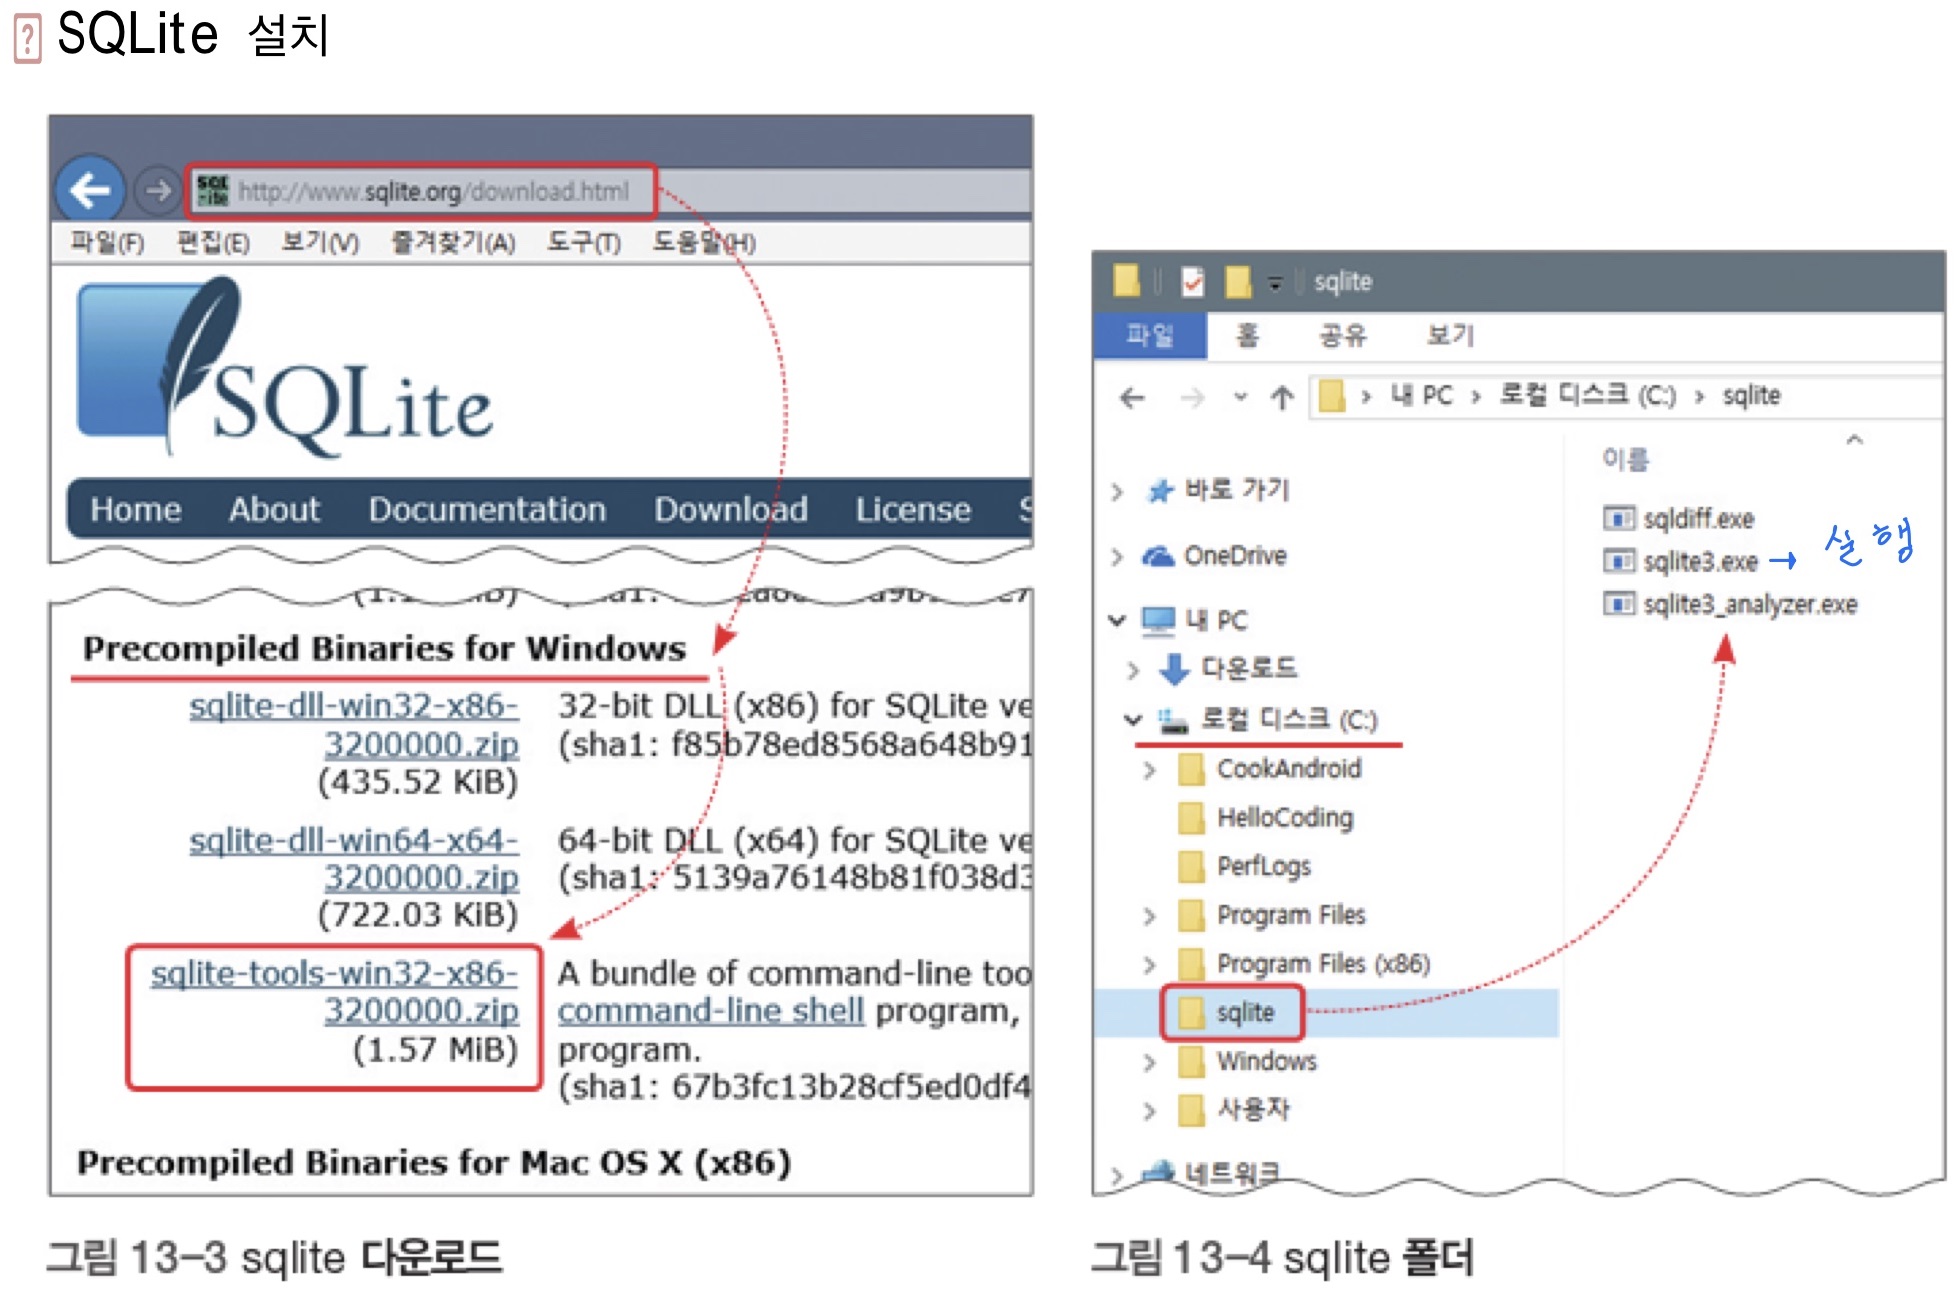 SQLite 설치
http://www.sqlite.org/download.html
파일(F) 편집(E) 보기(V) 즐겨찾기(A) 도구(T) 도움말(H)
SQLite
Home About Documentation Download License S
Precompiled Binaries for Windows
sqlite-dll-win32-x86-
3200000.zip
(435.52 KiB)
32-bit DLL (x86) for SQLite ve
(sha1: f85b78ed8568a648b91
sqlite-dll-win64-x64-
3200000.zip
(722.03 KiB)
64-bit DLL (x64) for SQLite ve
(sha1: 5139a76148b81f038d3
sqlite-tools-win32-x86-
3200000.zip
(1.57 MiB)
A bundle of command-line too
command-line shell program,
program.
(sha1: 67b3fc13b28cf5ed0df4
Precompiled Binaries for Mac OS X (x86)
그림 13-3 sqlite 다운로드
sqlite
파일 홈 공유 보기
내 PC > 로컬 디스크 (C:) > sqlite
바로 가기
OneDrive
내 PC
다운로드
로컬 디스크 (C:)
CookAndroid
HelloCoding
PerfLogs
Program Files
Program Files (x86)
sqlite
Windows
사용자
네트워크
이름
sqldiff.exe
sqlite3.exe → 실행
sqlite3_analyzer.exe
그림 13-4 sqlite 폴더